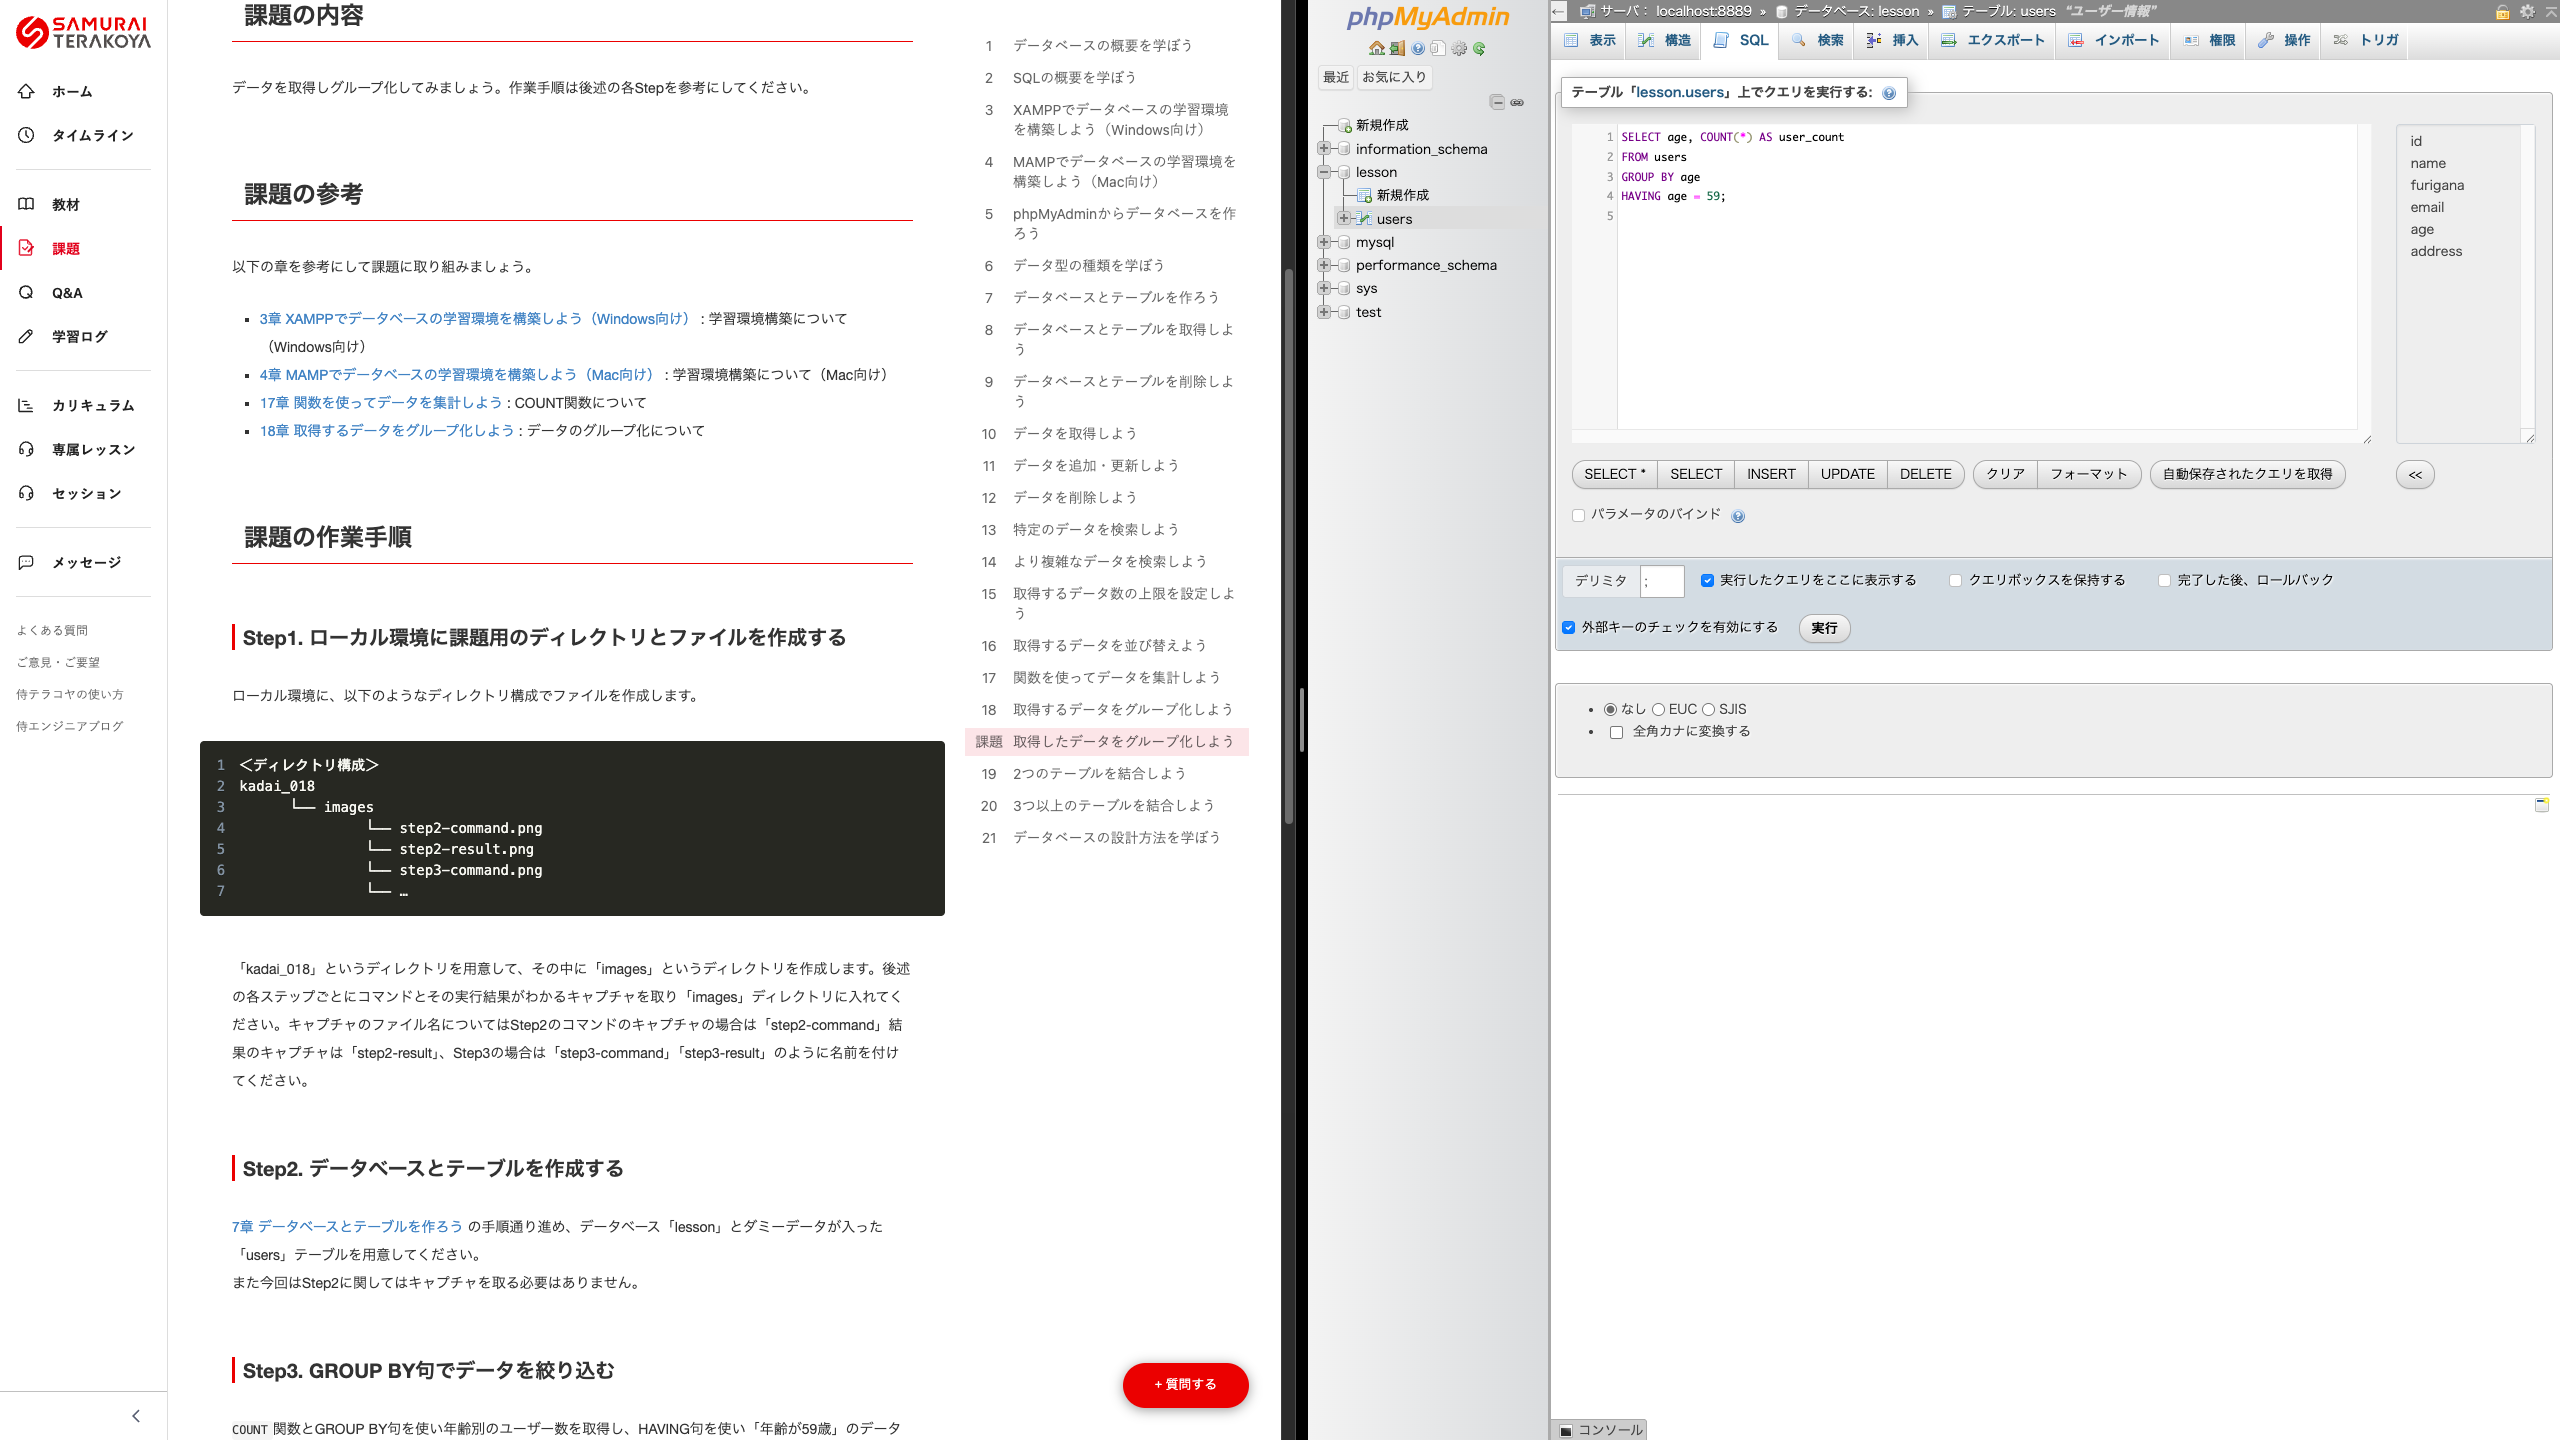 SAMURAI
TERAKOYA
ホーム
タイムライン
教材
課題
Q&A
学習ログ
カリキュラム
専属レッスン
セッション
メッセージ
よくある質問
ご意見・ご要望
侍テラコヤの使い方
侍エンジニアブログ
課題の内容
データを取得しグループ化してみましょう。作業手順は後述の各Stepを参考にしてください。
課題の参考
以下の章を参考にして課題に取り組みましょう。
3章 XAMPPでデータベースの学習環境を構築しよう（Windows向け） : 学習環境構築について
（Windows向け）
4章 MAMPでデータベースの学習環境を構築しよう（Mac向け） : 学習環境構築について（Mac向け）
17章 関数を使ってデータを集計しよう : COUNT関数について
18章 取得するデータをグループ化しよう : データのグループ化について
課題の作業手順
Step1. ローカル環境に課題用のディレクトリとファイルを作成する
ローカル環境に、以下のようなディレクトリ構成でファイルを作成します。
1 <ディレクトリ構成>
2 kadai_018
3 └── images
4 └── step2-command.png
5 └── step2-result.png
6 └── step3-command.png
7 └── …
「kadai_018」というディレクトリを用意して、その中に「images」というディレクトリを作成します。後述
の各ステップごとにコマンドとその実行結果がわかるキャプチャを取り「images」ディレクトリに入れてく
ださい。キャプチャのファイル名についてはStep2のコマンドのキャプチャの場合は「step2-command」結
果のキャプチャは「step2-result」、Step3の場合は「step3-command」「step3-result」のように名前を付け
てください。
Step2. データベースとテーブルを作成する
7章 データベースとテーブルを作ろう の手順通り進め、データベース「lesson」とダミーデータが入った
「users」テーブルを用意してください。
また今回はStep2に関してはキャプチャを取る必要はありません。
Step3. GROUP BY句でデータを絞り込む
COUNT 関数とGROUP BY句を使い年齢別のユーザー数を取得し、HAVING句を使い「年齢が59歳」のデータ
1 データベースの概要を学ぼう
2 SQLの概要を学ぼう
3 XAMPPでデータベースの学習環境
を構築しよう（Windows向け）
4 MAMPでデータベースの学習環境を
構築しよう（Mac向け）
5 phpMyAdminからデータベースを作
ろう
6 データ型の種類を学ぼう
7 データベースとテーブルを作ろう
8 データベースとテーブルを取得しよ
う
9 データベースとテーブルを削除しよ
う
10 データを取得しよう
11 データを追加・更新しよう
12 データを削除しよう
13 特定のデータを検索しよう
14 より複雑なデータを検索しよう
15 取得するデータ数の上限を設定しよ
う
16 取得するデータを並び替えよう
17 関数を使ってデータを集計しよう
18 取得するデータをグループ化しよう
課題 取得したデータをグループ化しよう
19 2つのテーブルを結合しよう
20 3つ以上のテーブルを結合しよう
21 データベースの設計方法を学ぼう
+ 質問する
phpMyAdmin
最近 お気に入り
新規作成
information_schema
lesson
新規作成
users
mysql
performance_schema
sys
test
サーバ: localhost:8889 » データベース: lesson » テーブル: users “ユーザー情報”
表示 構造 SQL 検索 挿入 エクスポート インポート 権限 操作 トリガ
テーブル「lesson.users」上でクエリを実行する:
1 SELECT age, COUNT(*) AS user_count
2 FROM users
3 GROUP BY age
4 HAVING age = 59;
5
id
name
furigana
email
age
address
SELECT * SELECT INSERT UPDATE DELETE クリア フォーマット 自動保存されたクエリを取得 <<
パラメータのバインド
デリミタ ; 実行したクエリをここに表示する クエリボックスを保持する 完了した後、ロールバック
外部キーのチェックを有効にする 実行
なし EUC SJIS
全角カナに変換する
コンソール